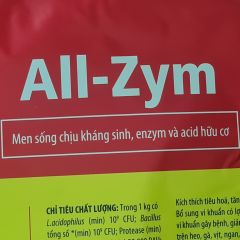 All-Zym
Men sống chịu kháng sinh, enzym và acid hữu cơ
CHỈ TIÊU CHẤT LƯỢNG: Trong 1 kg có
L.acidophilus (min) 10⁹ CFU; Bacillus
tổng số *(min) 10⁹ CFU; Protease (min)
Kích thích tiêu hoá, tăn
Bổ sung vi khuẩn có lợ
vi khuẩn gây bệnh, giản
trên heo, gà, vịt, ngan,